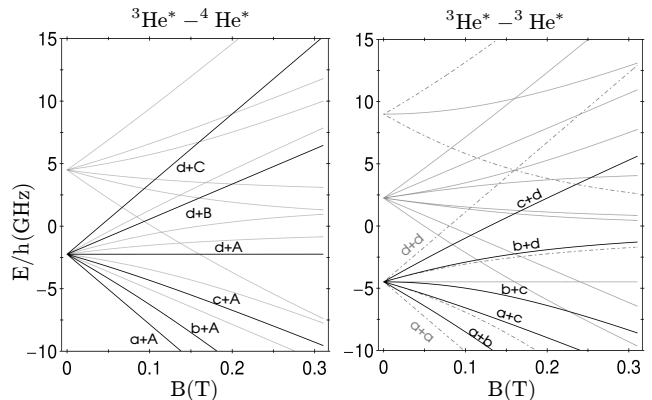 ³He* −⁴ He*
³He* −³ He*
E/h(GHz)
15
10
5
0
−5
−10
d+C
d+B
d+A
c+A
b+A
a+A
0
0.1
0.2
0.3
B(T)
15
10
5
0
−5
−10
c+d
d+d
b+d
b+c
a+c
a+b
a+a
0
0.1
0.2
0.3
B(T)